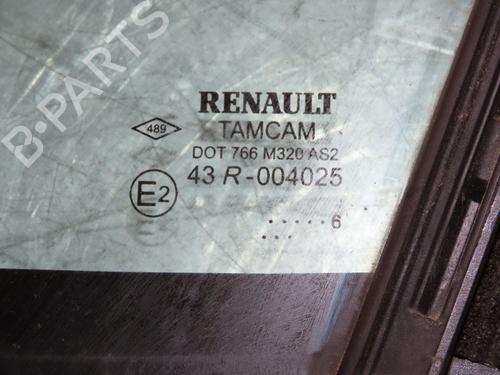 B-PARTS
RENAULT
489 TAMCAM
DOT 766 M320 AS2
E2 43 R-004025
.....6
...